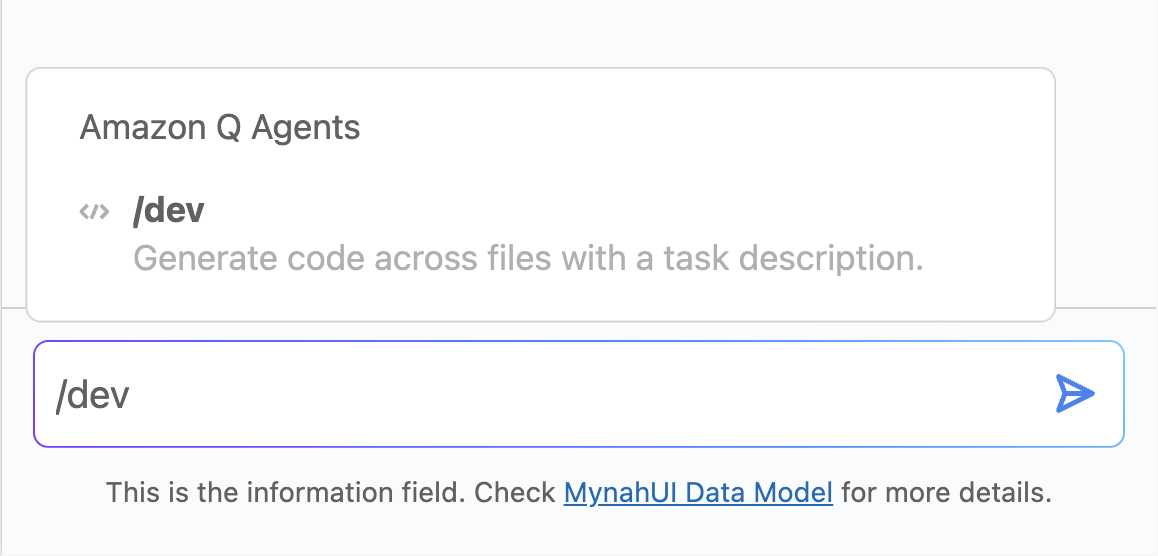 Amazon Q Agents
/dev
Generate code across files with a task description.
/dev
This is the information field. Check MynahUI Data Model for more details.